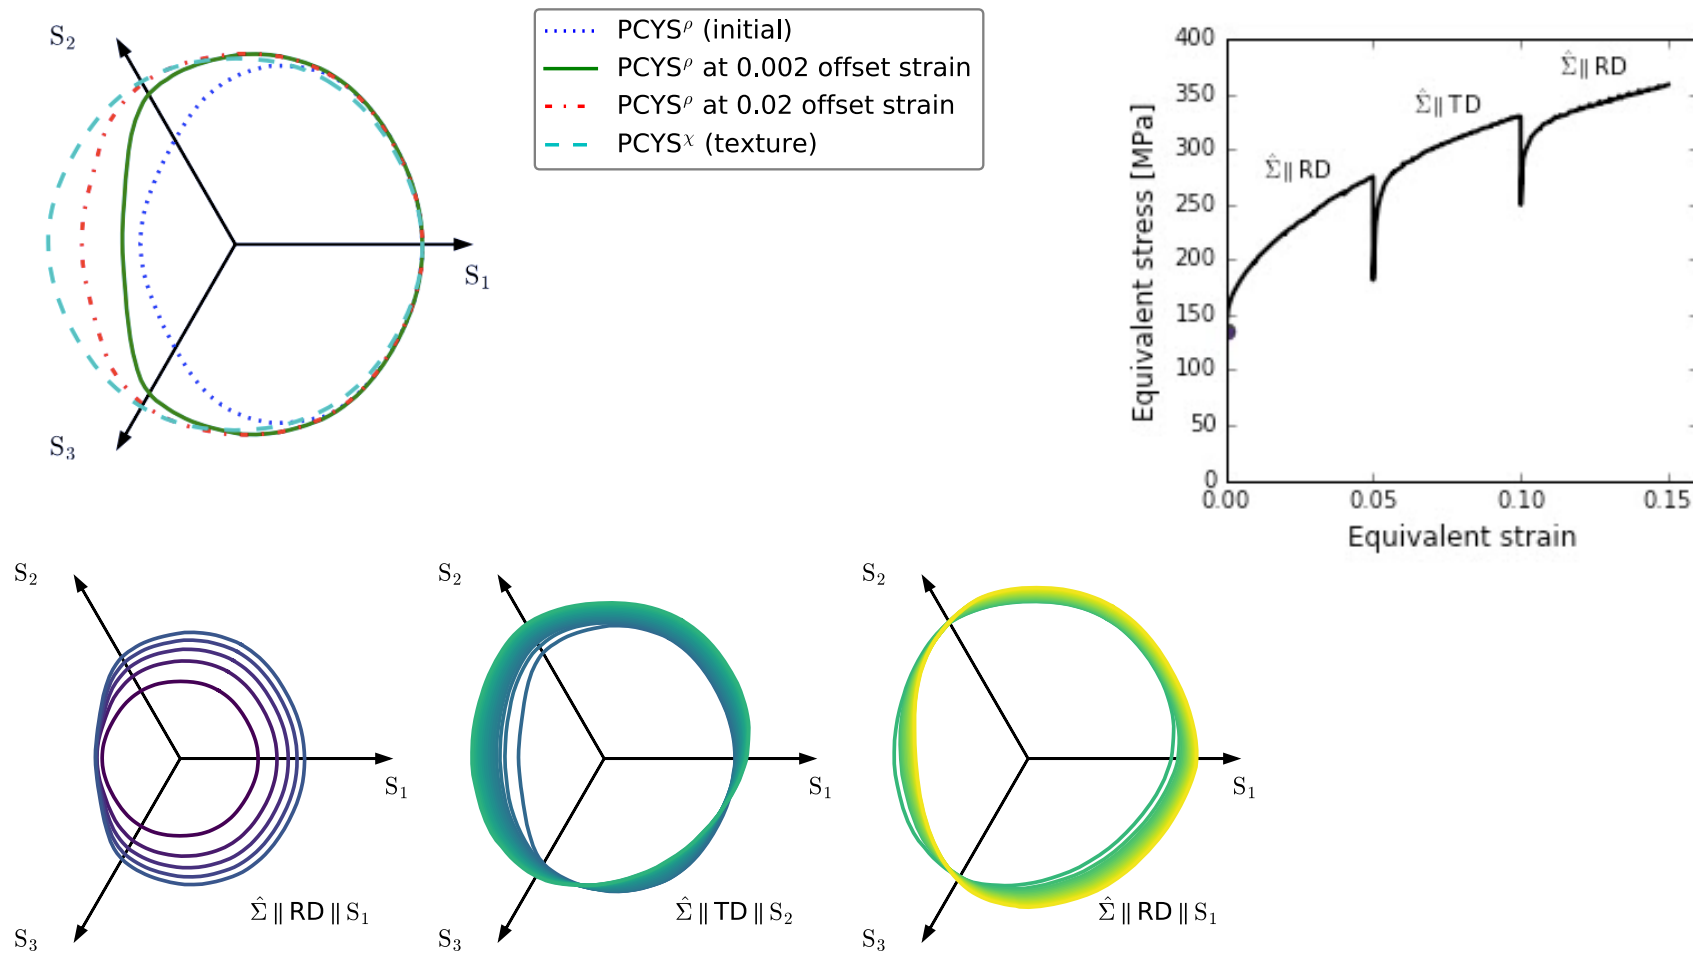 S₂
S₁
S₃
PCYSᵨ (initial)
PCYSᵨ at 0.002 offset strain
PCYSᵨ at 0.02 offset strain
PCYSᵡ (texture)
Equivalent stress [MPa]
400
350
300
250
200
150
100
50
0
0.00
0.05
0.10
0.15
Equivalent strain
Σ̂ ∥ RD
Σ̂ ∥ TD
Σ̂ ∥ RD
S₂
S₁
S₃
Σ̂ ∥ RD ∥ S₁
S₂
S₁
S₃
Σ̂ ∥ TD ∥ S₂
S₂
S₁
S₃
Σ̂ ∥ RD ∥ S₁